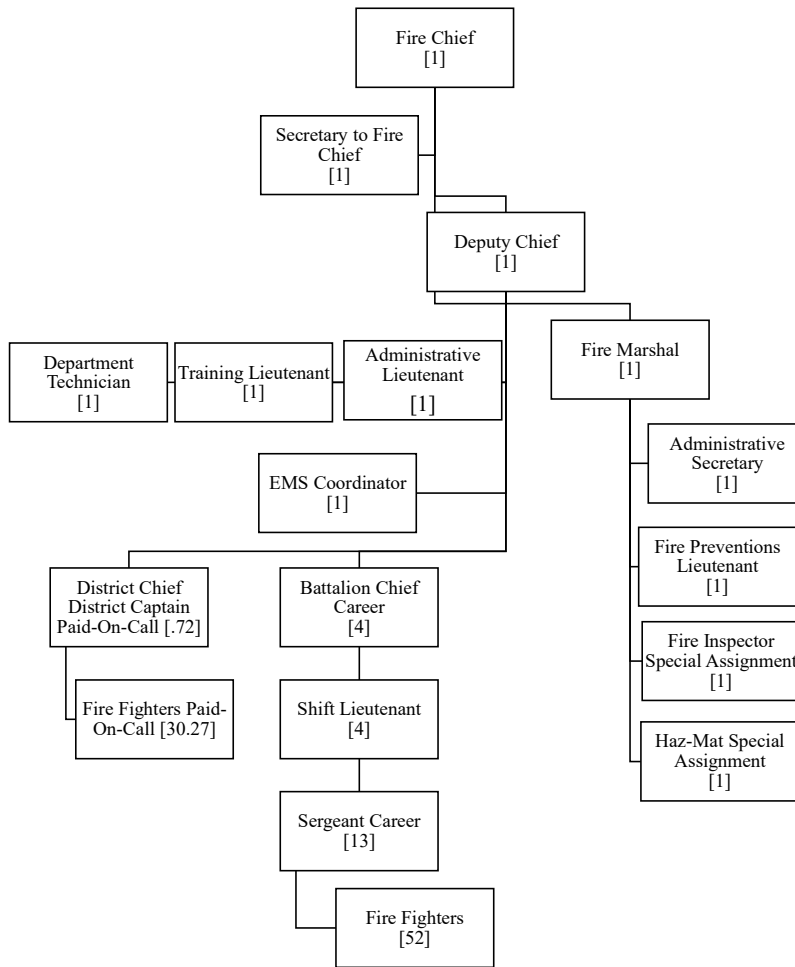 Fire Chief
[1]
Secretary to Fire
Chief
[1]
Deputy Chief
[1]
Fire Marshal
[1]
Department
Technician
[1]
Training Lieutenant
[1]
Administrative
Lieutenant
[1]
Administrative
Secretary
[1]
EMS Coordinator
[1]
Fire Preventions
Lieutenant
[1]
District Chief
District Captain
Paid-On-Call [.72]
Battalion Chief
Career
[4]
Fire Inspector
Special Assignment
[1]
Fire Fighters Paid-
On-Call [30.27]
Shift Lieutenant
[4]
Haz-Mat Special
Assignment
[1]
Sergeant Career
[13]
Fire Fighters
[52]